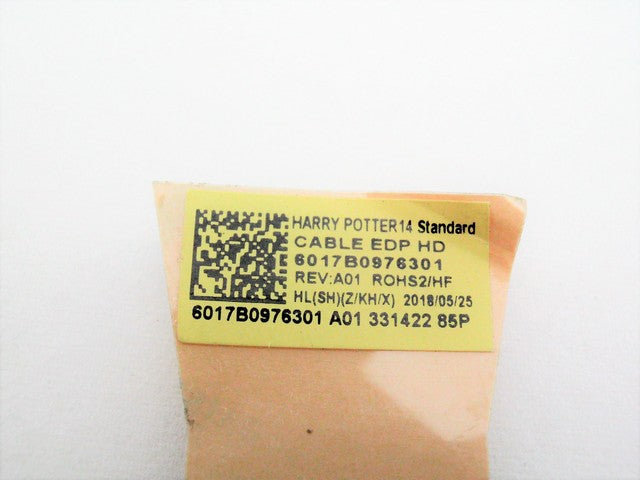 HARRY POTTER14 Standard
CABLE EDP HD
6017B0976301
REV:A01 ROHS2/HF
HL(SH)(Z/KH/X) 2018/05/25
6017B0976301 A01 331422 85P